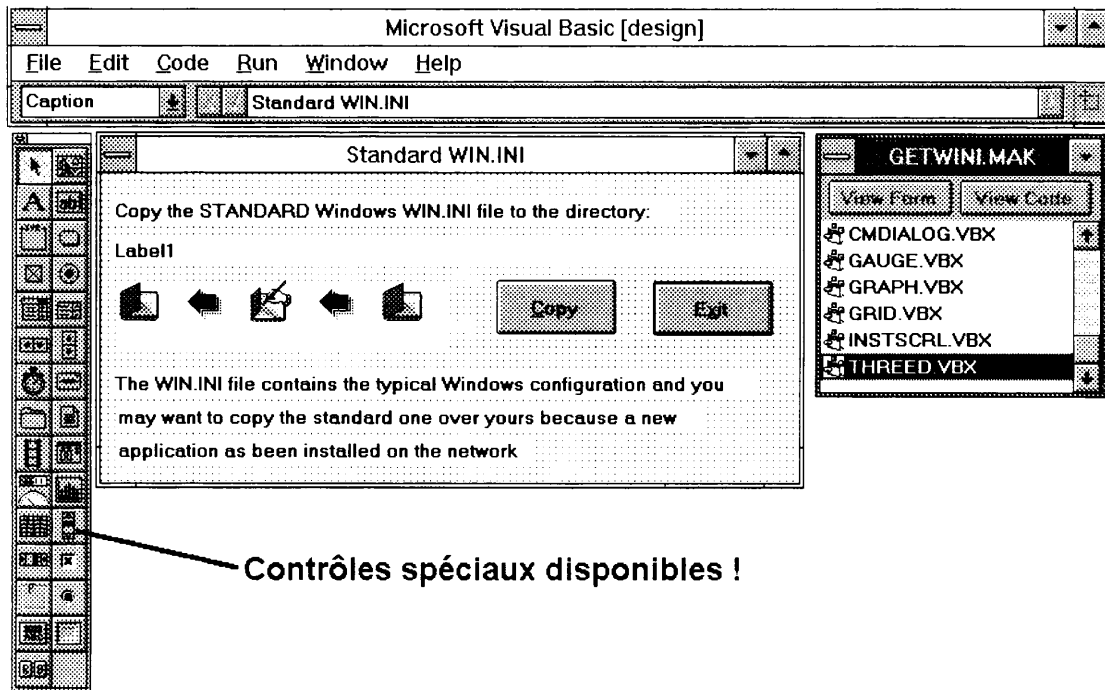 Microsoft Visual Basic [design]
File Edit Code Run Window Help
Caption
Standard WIN.INI
Standard WIN.INI
Copy the STANDARD Windows WIN.INI file to the directory:
Label1
Copy
Exit
The WIN.INI file contains the typical Windows configuration and you
may want to copy the standard one over yours because a new
application as been installed on the network
GETWINI.MAK
View Form View Code
CMDIALOG.VBX
GAUGE.VBX
GRAPH.VBX
GRID.VBX
INSTSCRL.VBX
THREED.VBX
A
ab
Contrôles spéciaux disponibles !